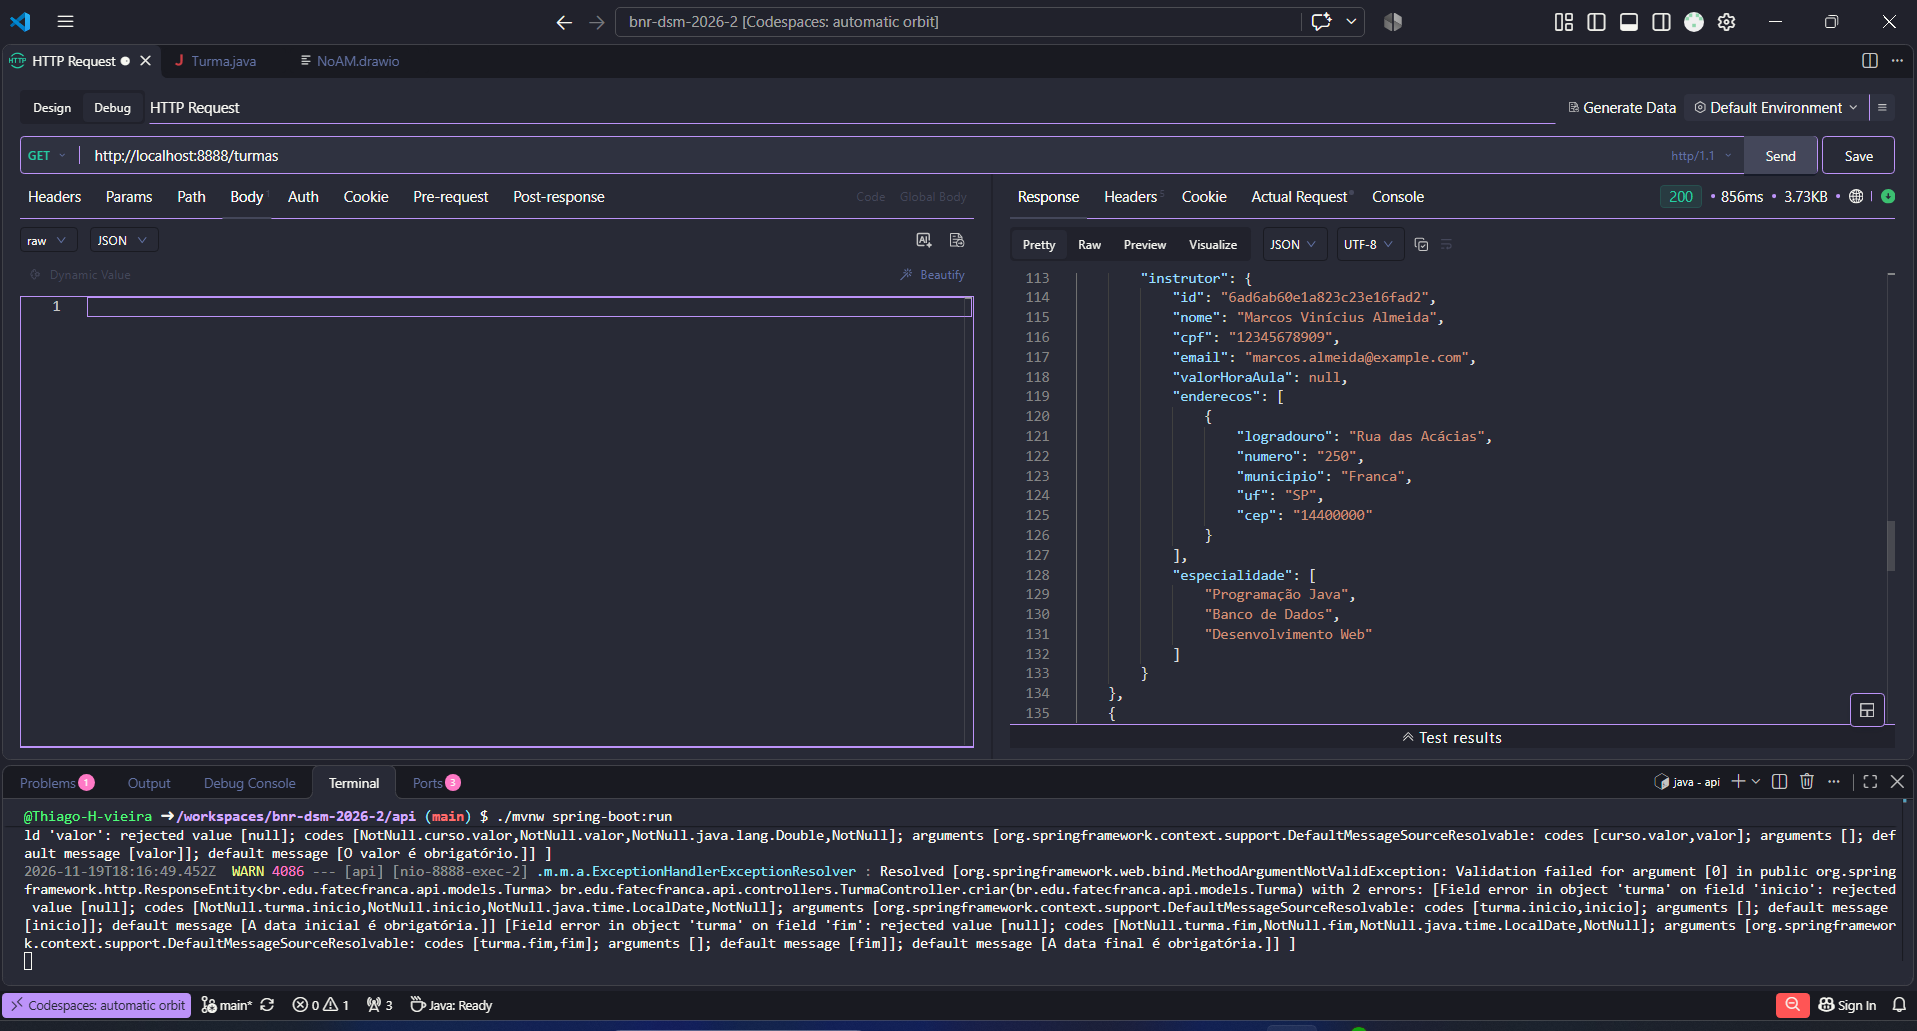 bnr-dsm-2026-2 [Codespaces: automatic orbit]
HTTP HTTP Request ● J Turma.java NoAM.drawio
Design Debug HTTP Request Generate Data Default Environment
GET http://localhost:8888/turmas http/1.1 Send Save
Headers Params Path Body 1 Auth Cookie Pre-request Post-response Code Global Body
raw JSON
Dynamic Value Beautify
1
Response Headers 5 Cookie Actual Request Console 200 • 856ms • 3.73KB
Pretty Raw Preview Visualize JSON UTF-8
113 "instrutor": {
114 "id": "6ad6ab60e1a823c23e16fad2",
115 "nome": "Marcos Vinícius Almeida",
116 "cpf": "12345678909",
117 "email": "marcos.almeida@example.com",
118 "valorHoraAula": null,
119 "enderecos": [
120 {
121 "logradouro": "Rua das Acácias",
122 "numero": "250",
123 "municipio": "Franca",
124 "uf": "SP",
125 "cep": "14400000"
126 }
127 ],
128 "especialidade": [
129 "Programação Java",
130 "Banco de Dados",
131 "Desenvolvimento Web"
132 ]
133 }
134 },
135 {
Test results
Problems 1 Output Debug Console Terminal Ports 3 java - api
@Thiago-H-vieira ➜/workspaces/bnr-dsm-2026-2/api (main) $ ./mvnw spring-boot:run
ld 'valor': rejected value [null]; codes [NotNull.curso.valor,NotNull.valor,NotNull.java.lang.Double,NotNull]; arguments [org.springframework.context.support.DefaultMessageSourceResolvable: codes [curso.valor,valor]; arguments []; def
ault message [valor]]; default message [O valor é obrigatório.]] ]
2026-11-19T18:16:49.452Z WARN 4086 --- [api] [nio-8888-exec-2] .m.m.a.ExceptionHandlerExceptionResolver : Resolved [org.springframework.web.bind.MethodArgumentNotValidException: Validation failed for argument [0] in public org.spring
framework.http.ResponseEntity<br.edu.fatecfranca.api.models.Turma> br.edu.fatecfranca.api.controllers.TurmaController.criar(br.edu.fatecfranca.api.models.Turma) with 2 errors: [Field error in object 'turma' on field 'inicio': rejected
value [null]; codes [NotNull.turma.inicio,NotNull.inicio,NotNull.java.time.LocalDate,NotNull]; arguments [org.springframework.context.support.DefaultMessageSourceResolvable: codes [turma.inicio,inicio]; arguments []; default message
[inicio]]; default message [A data inicial é obrigatória.]] [Field error in object 'turma' on field 'fim': rejected value [null]; codes [NotNull.turma.fim,NotNull.fim,NotNull.java.time.LocalDate,NotNull]; arguments [org.springframewor
k.context.support.DefaultMessageSourceResolvable: codes [turma.fim,fim]; arguments []; default message [fim]]; default message [A data final é obrigatória.]] ]
Codespaces: automatic orbit main* 0 1 3 Java: Ready Sign In